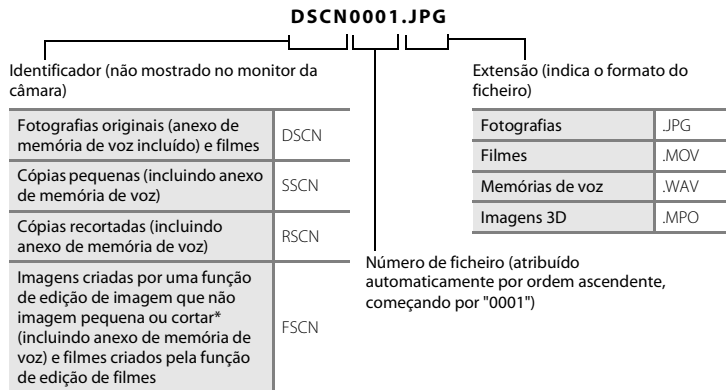 DSCN0001.JPG
Identificador (não mostrado no monitor da
câmara)
Fotografias originais (anexo de
memória de voz incluído) e filmes
DSCN
Cópias pequenas (incluindo anexo
de memória de voz)
SSCN
Cópias recortadas (incluindo
anexo de memória de voz)
RSCN
Imagens criadas por uma função
de edição de imagem que não
imagem pequena ou cortar*
(incluindo anexo de memória de
voz) e filmes criados pela função
de edição de filmes
FSCN
Extensão (indica o formato do
ficheiro)
Fotografias .JPG
Filmes .MOV
Memórias de voz .WAV
Imagens 3D .MPO
Número de ficheiro (atribuído
automaticamente por ordem ascendente,
começando por "0001")